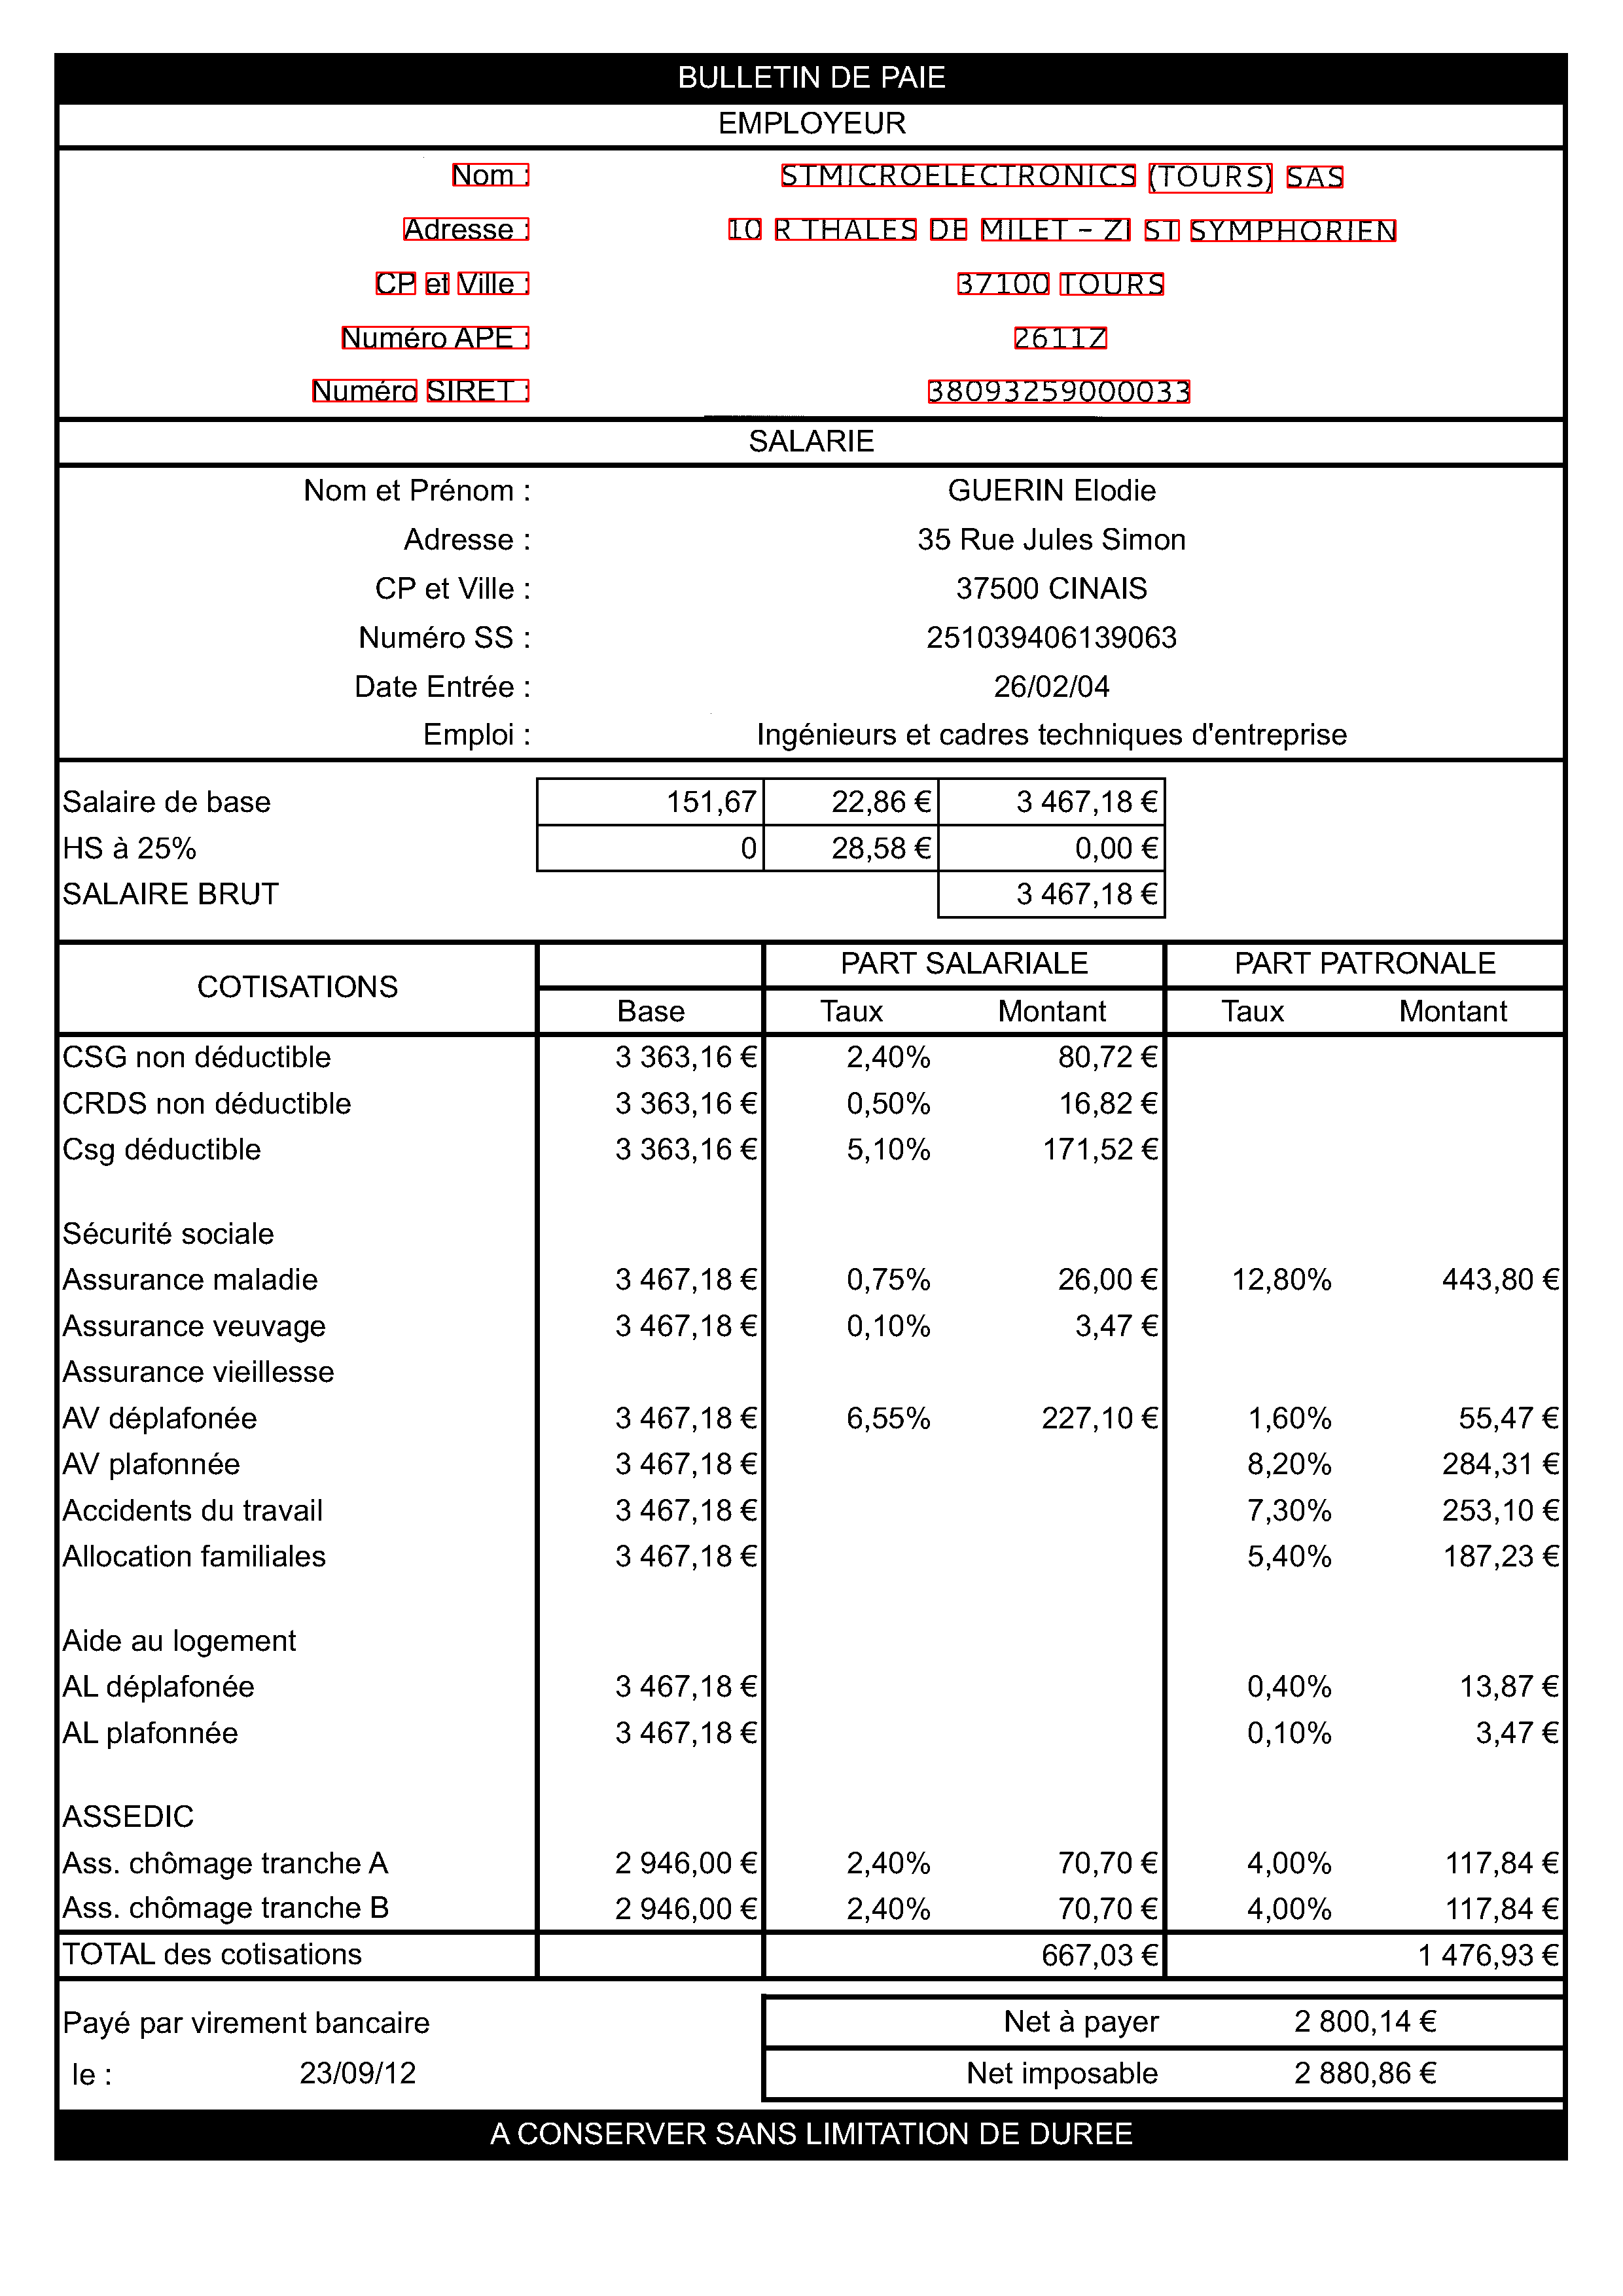 BULLETIN DE PAIE
EMPLOYEUR
Nom : STMICROELECTRONICS (TOURS) SAS
Adresse : 10 R THALES DE MILET - ZI ST SYMPHORIEN
CP et Ville : 37100 TOURS
Numéro APE : 2611Z
Numéro SIRET : 38093259000033
SALARIE
Nom et Prénom : GUERIN Elodie
Adresse : 35 Rue Jules Simon
CP et Ville : 37500 CINAIS
Numéro SS : 251039406139063
Date Entrée : 26/02/04
Emploi : Ingénieurs et cadres techniques d'entreprise
Salaire de base 151,67 22,86 € 3 467,18 €
HS à 25% 0 28,58 € 0,00 €
SALAIRE BRUT 3 467,18 €
COTISATIONS PART SALARIALE PART PATRONALE
Base Taux Montant Taux Montant
CSG non déductible 3 363,16 € 2,40% 80,72 €
CRDS non déductible 3 363,16 € 0,50% 16,82 €
Csg déductible 3 363,16 € 5,10% 171,52 €
Sécurité sociale
Assurance maladie 3 467,18 € 0,75% 26,00 € 12,80% 443,80 €
Assurance veuvage 3 467,18 € 0,10% 3,47 €
Assurance vieillesse
AV déplafonée 3 467,18 € 6,55% 227,10 € 1,60% 55,47 €
AV plafonnée 3 467,18 € 8,20% 284,31 €
Accidents du travail 3 467,18 € 7,30% 253,10 €
Allocation familiales 3 467,18 € 5,40% 187,23 €
Aide au logement
AL déplafonée 3 467,18 € 0,40% 13,87 €
AL plafonnée 3 467,18 € 0,10% 3,47 €
ASSEDIC
Ass. chômage tranche A 2 946,00 € 2,40% 70,70 € 4,00% 117,84 €
Ass. chômage tranche B 2 946,00 € 2,40% 70,70 € 4,00% 117,84 €
TOTAL des cotisations 667,03 € 1 476,93 €
Payé par virement bancaire Net à payer 2 800,14 €
le : 23/09/12 Net imposable 2 880,86 €
A CONSERVER SANS LIMITATION DE DUREE